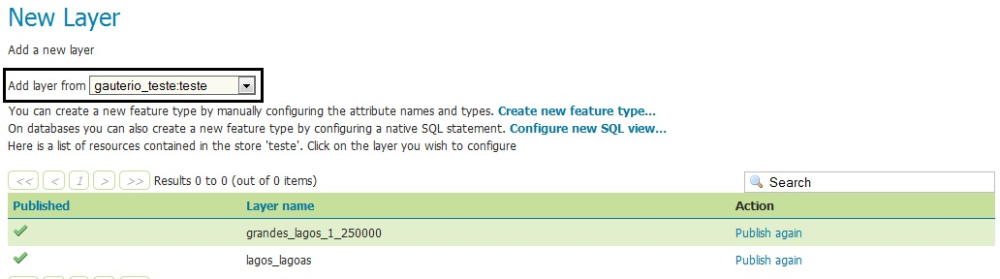 New Layer
Add a new layer
Add layer from gauterio_teste:teste
You can create a new feature type by manually configuring the attribute names and types. Create new feature type...
On databases you can also create a new feature type by configuring a native SQL statement. Configure new SQL view...
Here is a list of resources contained in the store 'teste'. Click on the layer you wish to configure
<< < 1 > >> Results 0 to 0 (out of 0 items) Search
Published Layer name Action
grandes_lagos_1_250000 Publish again
lagos_lagoas Publish again